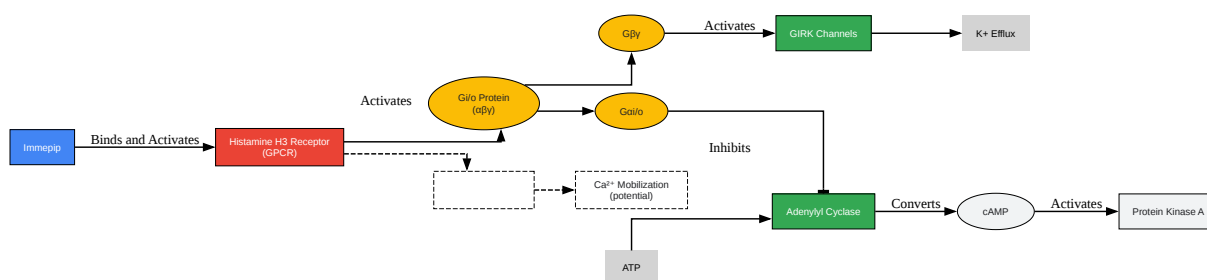 Gβγ
Activates
GIRK Channels
K+ Efflux
Activates
Gi/o Protein
(αβγ)
Gαi/o
Immepip
Binds and Activates
Histamine H3 Receptor
(GPCR)
Inhibits
Ca²⁺ Mobilization
(potential)
Adenylyl Cyclase
Converts
cAMP
Activates
Protein Kinase A
ATP